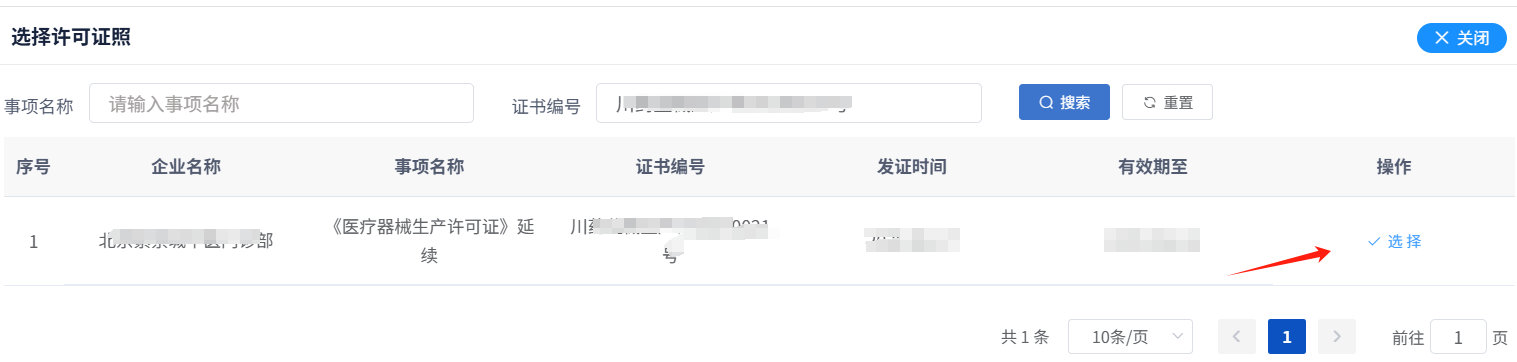 选择许可证照
关闭
事项名称 请输入事项名称 证书编号 川 搜索 重置
序号 企业名称 事项名称 证书编号 发证时间 有效期至 操作
《医疗器械生产许可证》延
1 选择
续 号
共 1 条 10条/页 1 前往 1 页